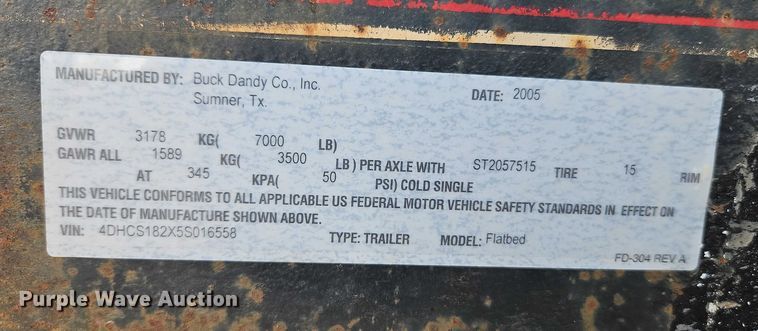 MANUFACTURED BY: Buck Dandy Co., Inc. DATE: 2005
Sumner, Tx.
GVWR 3178 KG( 7000 LB)
GAWR ALL 1589 KG( 3500 LB) PER AXLE WITH ST2057515 TIRE 15 RIM
AT 345 KPA( 50 PSI) COLD SINGLE
THIS VEHICLE CONFORMS TO ALL APPLICABLE US FEDERAL MOTOR VEHICLE SAFETY STANDARDS IN EFFECT ON
THE DATE OF MANUFACTURE SHOWN ABOVE.
VIN: 4DHCS182X5S016558 TYPE: TRAILER MODEL: Flatbed
FD-304 REV A
Purple Wave Auction